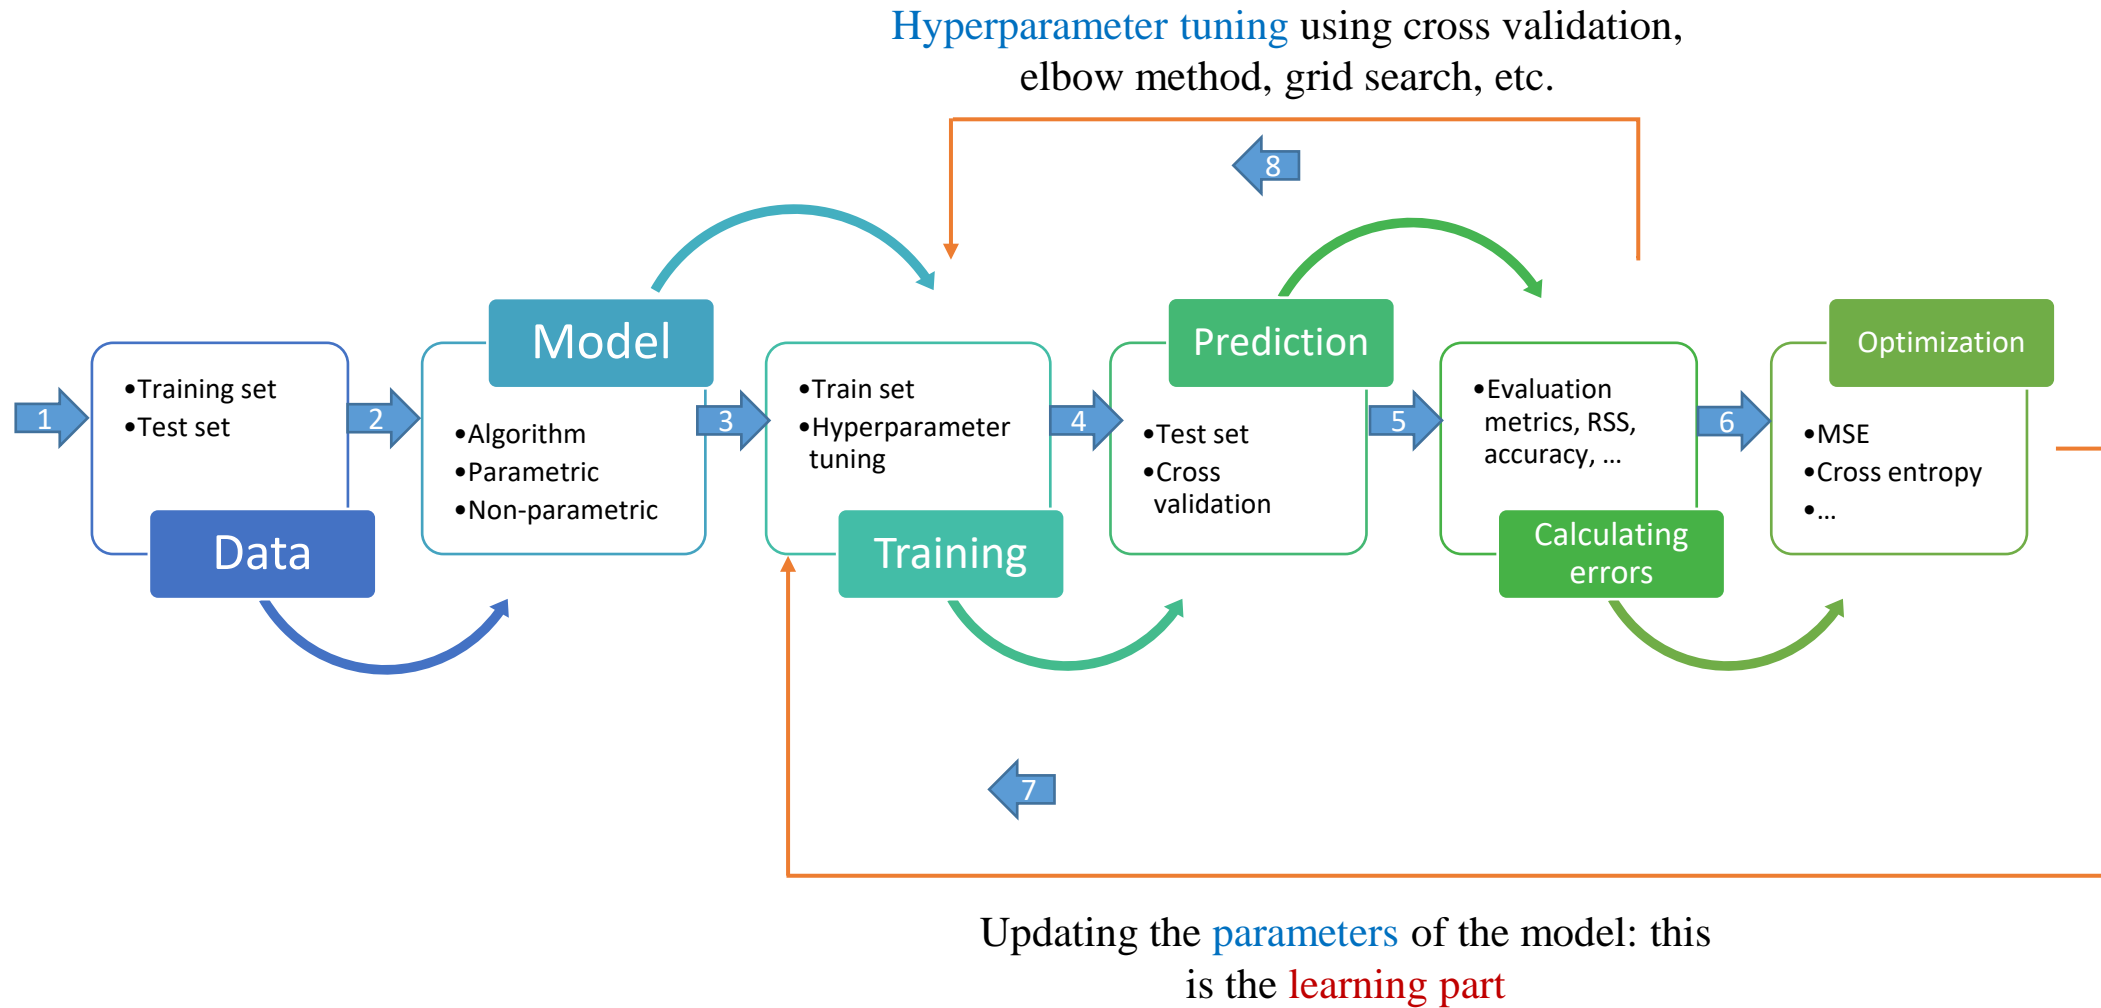 Hyperparameter tuning using cross validation,
elbow method, grid search, etc.
8
1
•Training set
•Test set
Data
2
Model
•Algorithm
•Parametric
•Non-parametric
3
•Train set
•Hyperparameter
tuning
Training
4
Prediction
•Test set
•Cross
validation
5
•Evaluation
metrics, RSS,
accuracy, ...
Calculating
errors
6
Optimization
•MSE
•Cross entropy
•...
7
Updating the parameters of the model: this
is the learning part